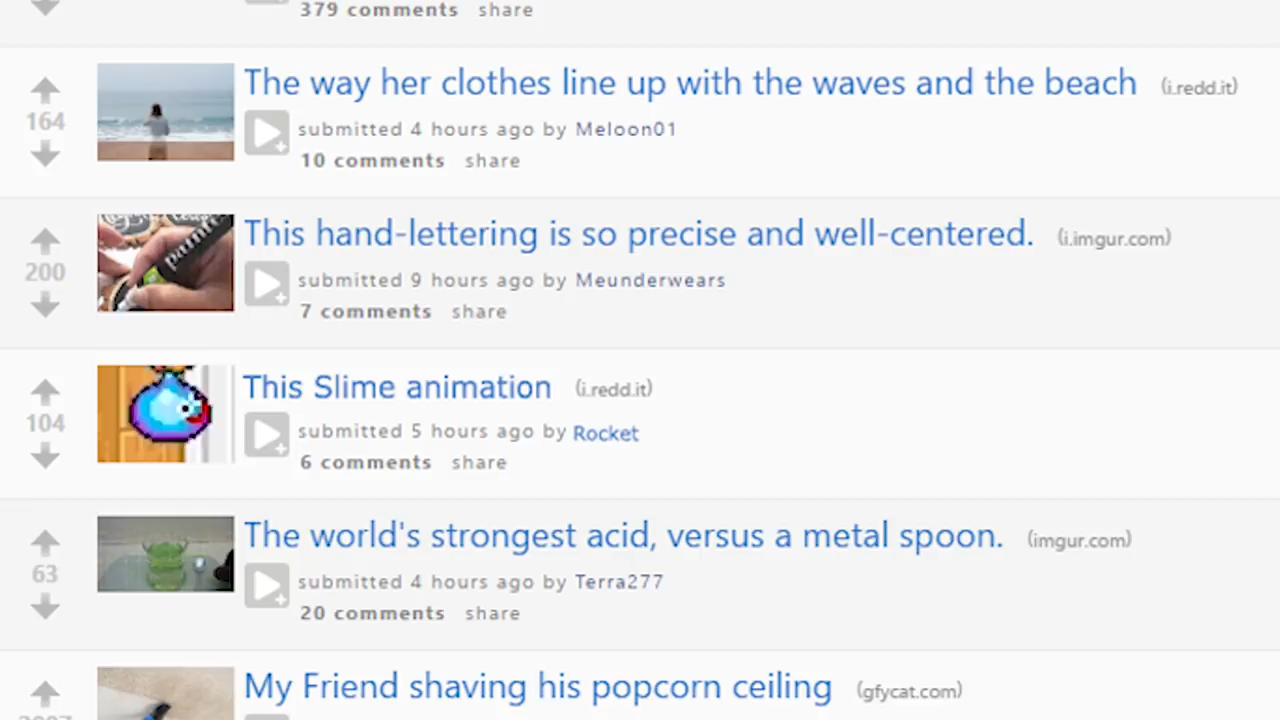 379 comments share
The way her clothes line up with the waves and the beach (i.redd.it)
164
submitted 4 hours ago by Meloon01
10 comments share
This hand-lettering is so precise and well-centered. (i.imgur.com)
200
submitted 9 hours ago by Meunderwears
7 comments share
This Slime animation (i.redd.it)
104
submitted 5 hours ago by Rocket
6 comments share
The world's strongest acid, versus a metal spoon. (imgur.com)
63
submitted 4 hours ago by Terra277
20 comments share
My Friend shaving his popcorn ceiling (gfycat.com)